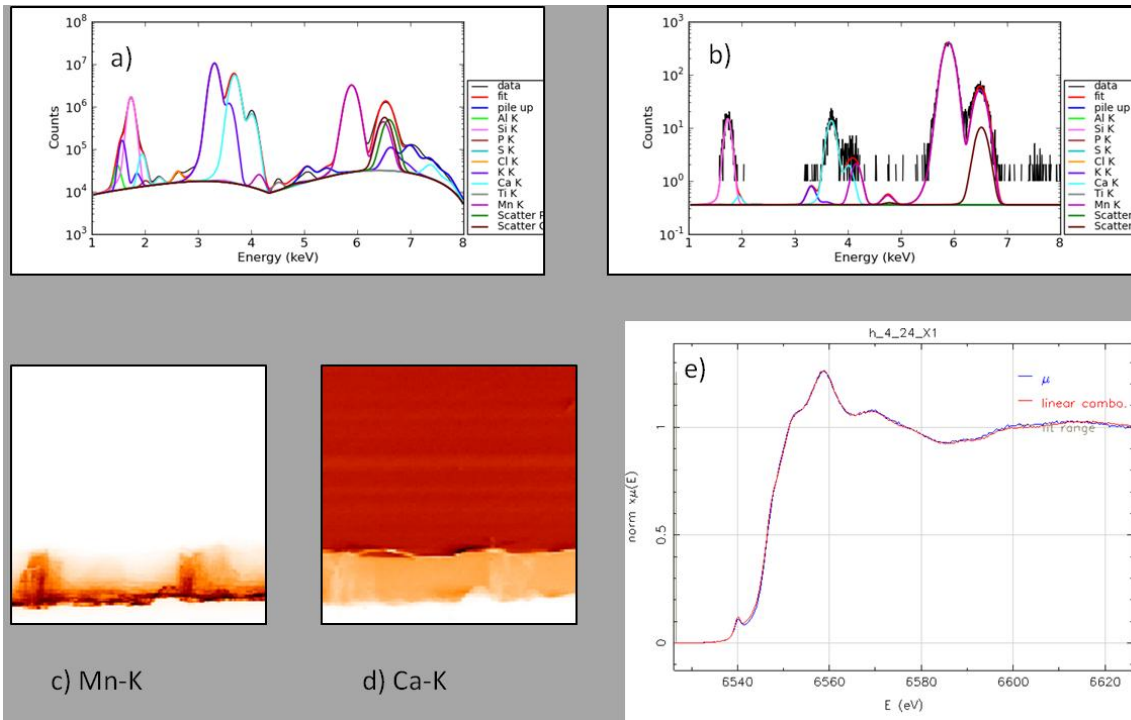 a)
10^8
10^7
10^6
10^5
10^4
10^3
Counts
1 2 3 4 5 6 7 8
Energy (keV)
data
fit
pile up
Al K
Si K
P K
S K
Cl K
K K
Ca K
Ti K
Mn K
Scatter
Scatter
b)
10^3
10^2
10^1
10^0
10^-1
Counts
1 2 3 4 5 6 7 8
Energy (keV)
data
fit
pile up
Al K
Si K
P K
S K
Cl K
K K
Ca K
Ti K
Mn K
Scatter
Scatter
c) Mn-K
d) Ca-K
h_4_24_X1
e)
μ
linear combo.
fit range
1
0.5
0
norm xμ(E)
6540 6560 6580 6600 6620
E (eV)